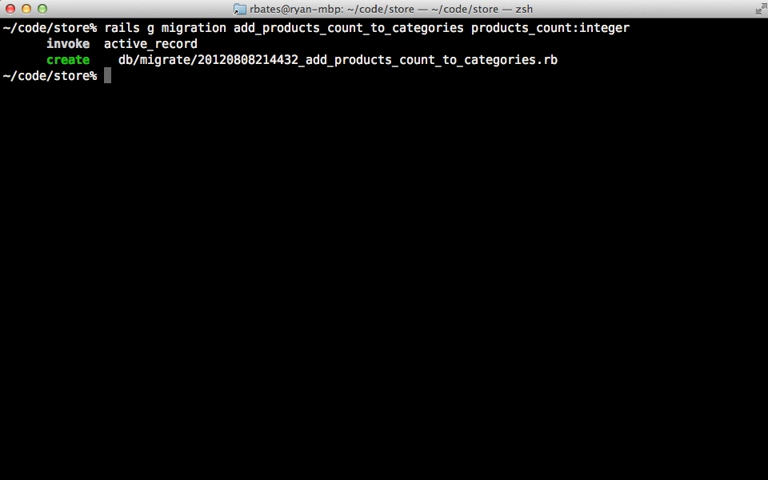 rbates@ryan-mbp: ~/code/store — ~/code/store — zsh
~/code/store% rails g migration add_products_count_to_categories products_count:integer
invoke active_record
create db/migrate/20120808214432_add_products_count_to_categories.rb
~/code/store%